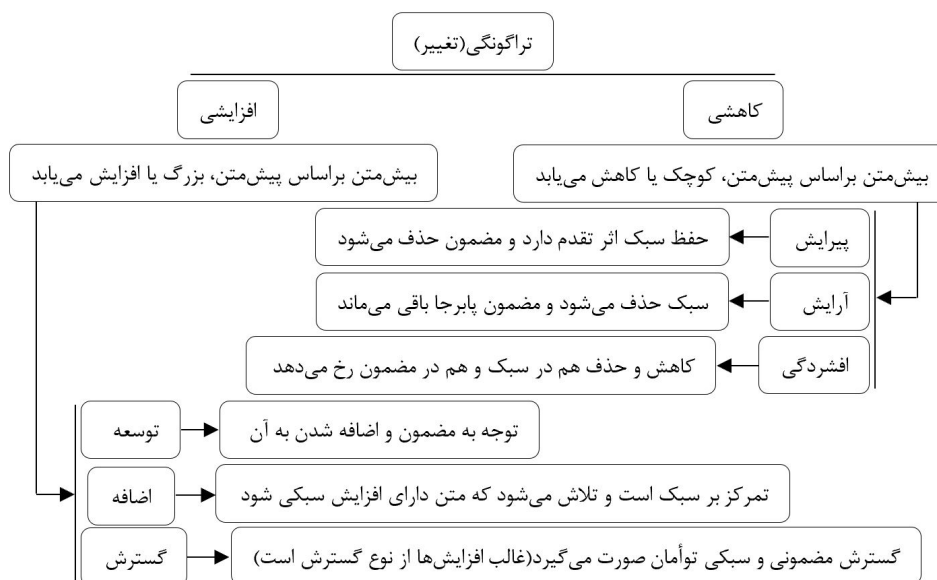 تراگونگی(تغییر)
کاهشی
افزایشی
بیش‌متن براساس پیش‌متن، کوچک یا کاهش می‌یابد
بیش‌متن براساس پیش‌متن، بزرگ یا افزایش می‌یابد
پیرایش
حفظ سبک اثر تقدم دارد و مضمون حذف می‌شود
آرایش
سبک حذف می‌شود و مضمون پابرجا باقی می‌ماند
افشردگی
کاهش و حذف هم در سبک و هم در مضمون رخ می‌دهد
توسعه
توجه به مضمون و اضافه شدن به آن
اضافه
تمرکز بر سبک است و تلاش می‌شود که متن دارای افزایش سبکی شود
گسترش
گسترش مضمونی و سبکی توأمان صورت می‌گیرد(غالب افزایش‌ها از نوع گسترش است)